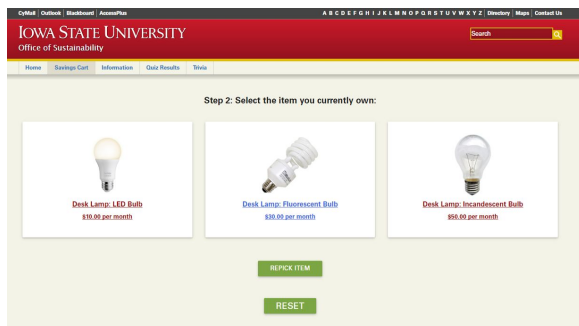 CyMail | Outlook | Blackboard | AccessPlus
A B C D E F G H I J K L M N O P Q R S T U V W X Y Z | Directory | Maps | Contact Us
IOWA STATE UNIVERSITY
Office of Sustainability
Search
Home Savings Cart Information Quiz Results Trivia
Step 2: Select the item you currently own:
Desk Lamp: LED Bulb
$10.00 per month
Desk Lamp: Fluorescent Bulb
$30.00 per month
Desk Lamp: Incandescent Bulb
$50.00 per month
REPICK ITEM
RESET